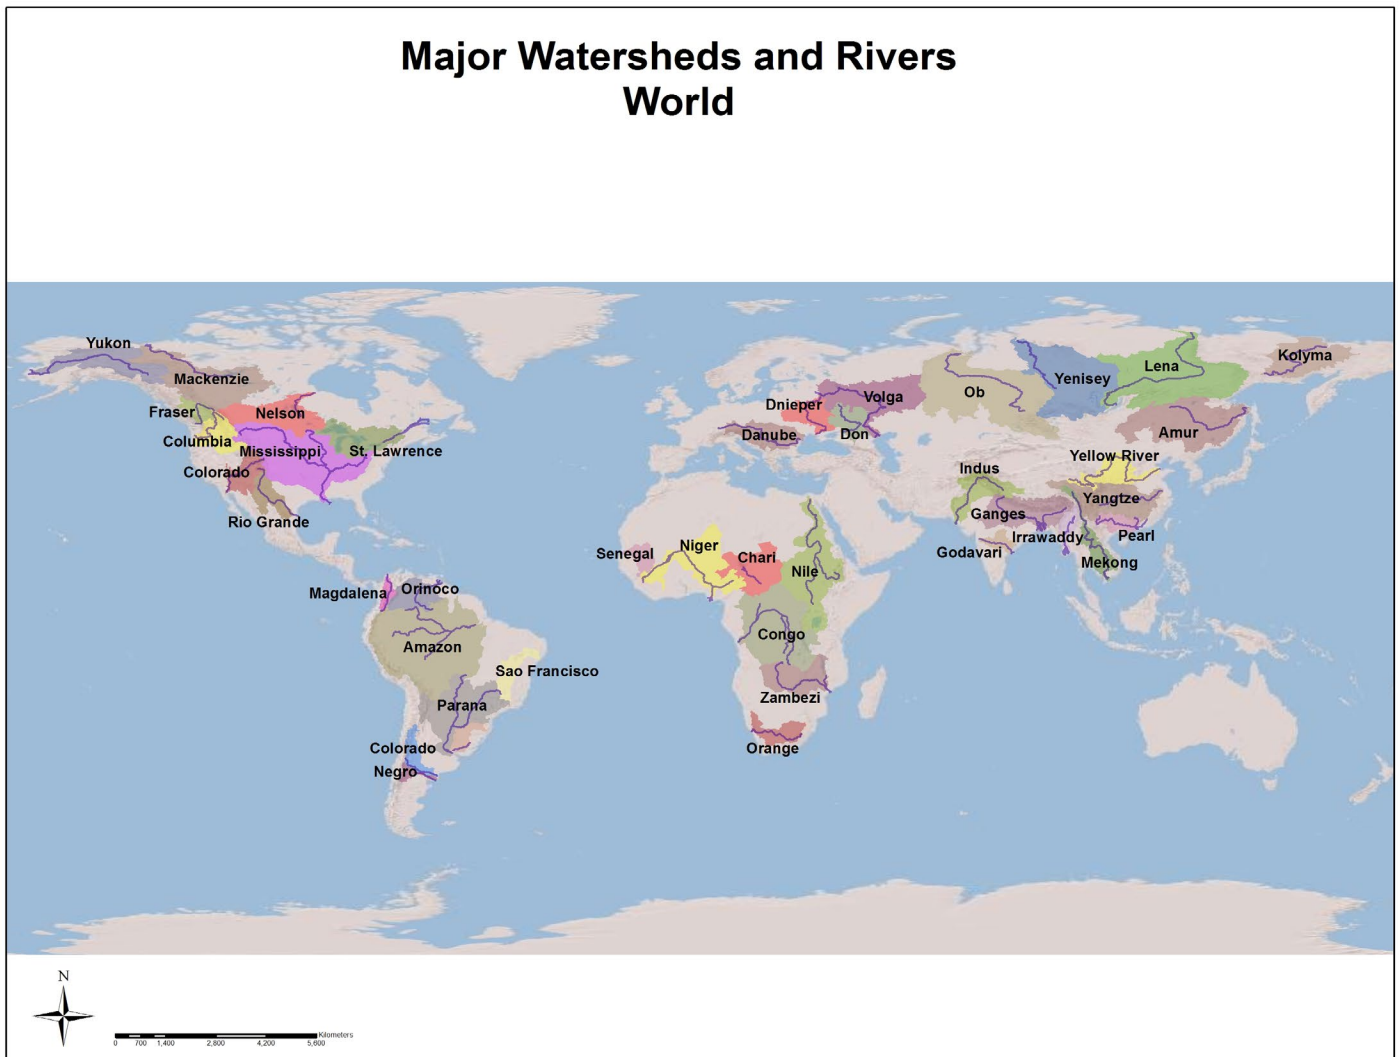 Major Watersheds and Rivers
World
Yukon
Mackenzie
Fraser
Nelson
Columbia
Mississippi
St. Lawrence
Colorado
Rio Grande
Magdalena
Orinoco
Amazon
Sao Francisco
Parana
Colorado
Negro
Dnieper
Volga
Danube
Don
Ob
Yenisey
Lena
Kolyma
Amur
Yellow River
Indus
Yangtze
Ganges
Irrawaddy
Pearl
Godavari
Mekong
Senegal
Niger
Chari
Nile
Congo
Zambezi
Orange
N
Kilometers
0 700 1,400 2,800 4,200 5,600